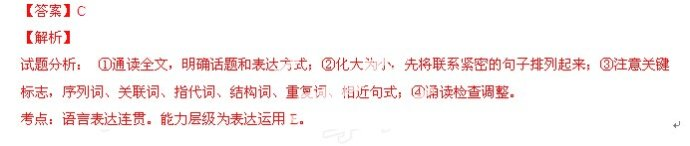 【答案】C
【解析】
试题分析： ①通读全文，明确话题和表达方式；②化大为小，先将联系紧密的句子排列起来；③注意关键
标志，序列词、关联词、指代词、结构词、重复词、相近句式；④诵读检查调整。
考点：语言表达连贯。能力层级为表达运用 E。